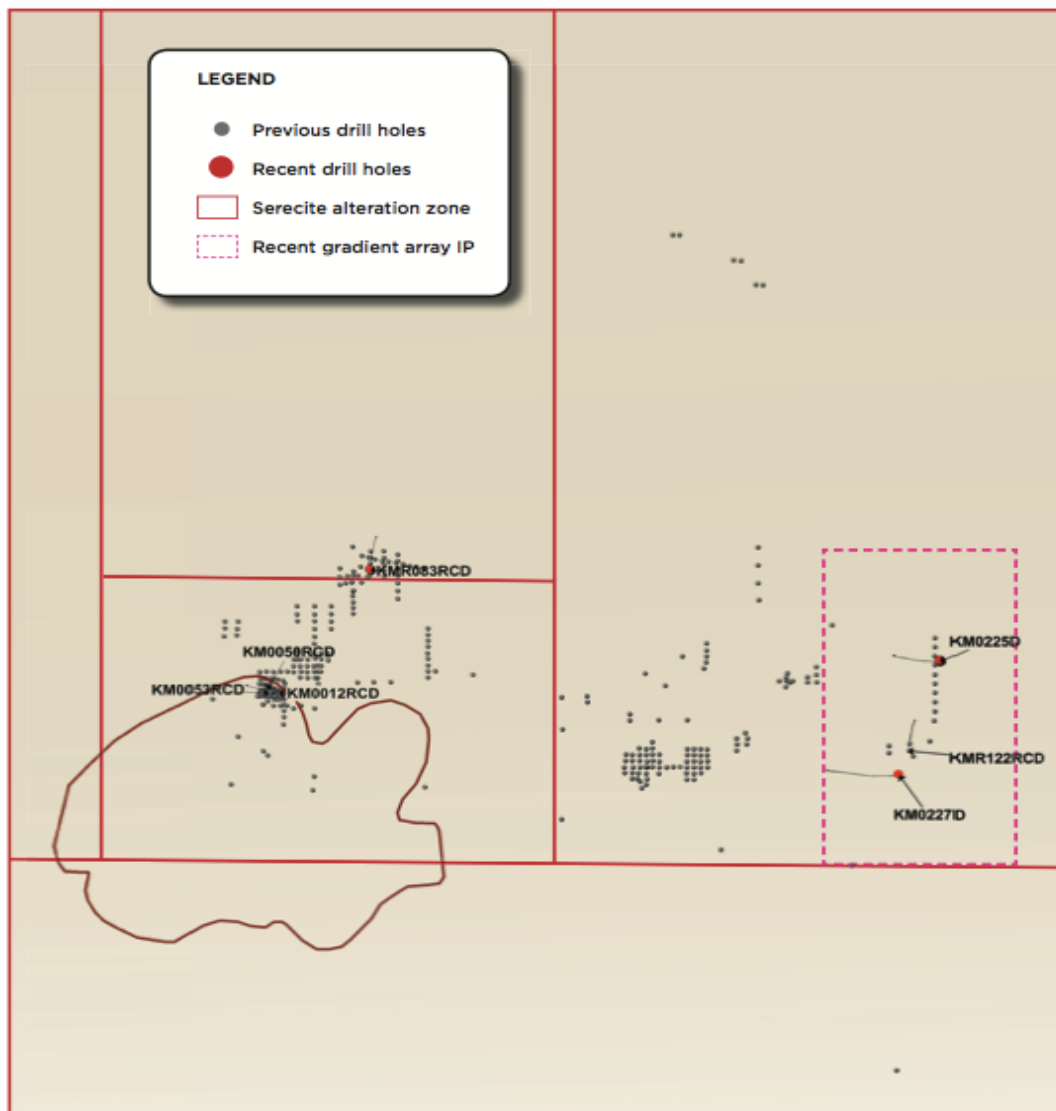 LEGEND
Previous drill holes
Recent drill holes
Serecite alteration zone
Recent gradient array IP
KMR083RCD
KM0050RCD
KM0053RCD
KM0012RCD
KM0225D
KMR122RCD
KM0227ID